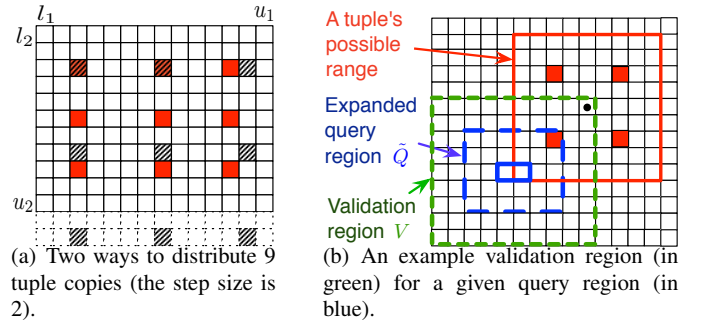 l₁ u₁
l₂
u₂
(a) Two ways to distribute 9
tuple copies (the step size is
2).
A tuple's
possible
range
Expanded
query
region Q̃
Validation
region V
(b) An example validation region (in
green) for a given query region (in
blue).